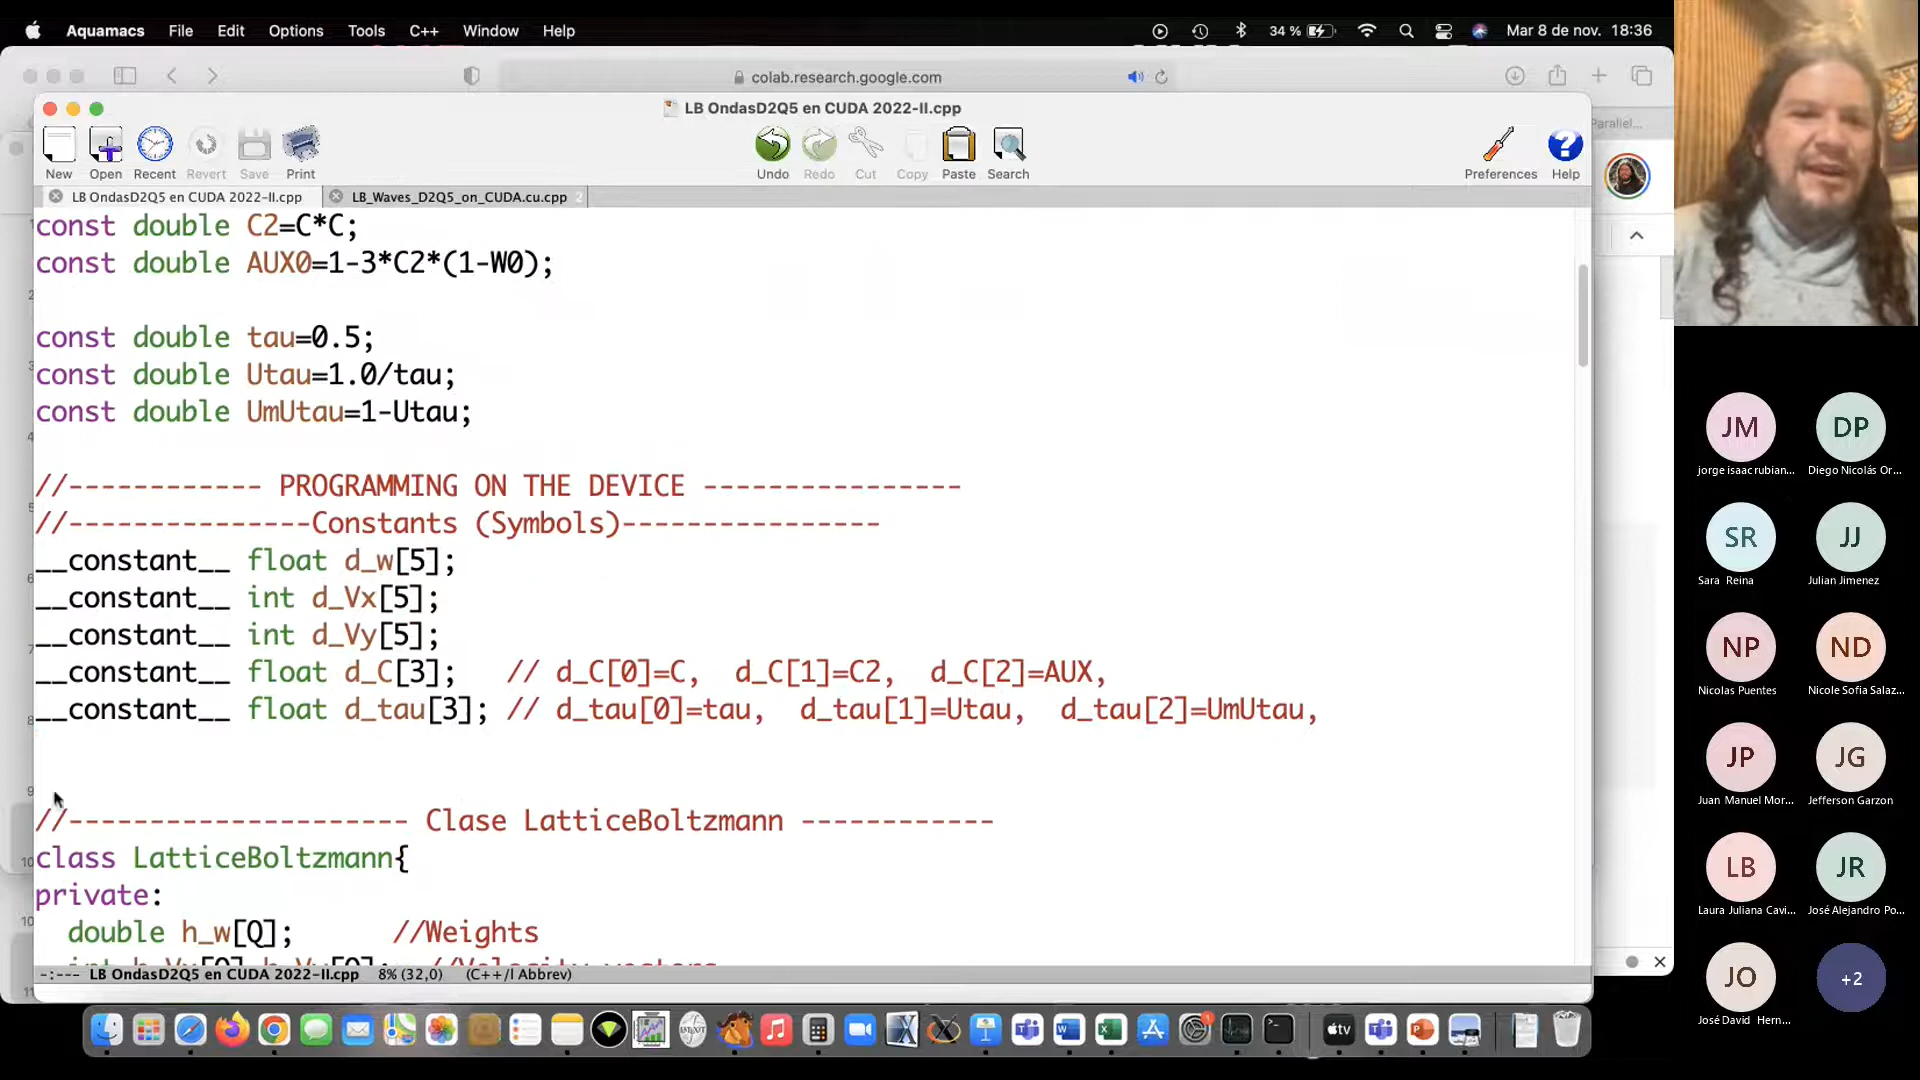 Aquamacs File Edit Options Tools C++ Window Help 34 % Mar 8 de nov. 18:36
colab.research.google.com
LB OndasD2Q5 en CUDA 2022-II.cpp
New Open Recent Revert Save Print Undo Redo Cut Copy Paste Search Preferences Help
Parallel...
LB OndasD2Q5 en CUDA 2022-II.cpp LB_Waves_D2Q5_on_CUDA.cu.cpp 2
const double C2=C*C;
const double AUX0=1-3*C2*(1-W0);
const double tau=0.5;
const double Utau=1.0/tau;
const double UmUtau=1-Utau;
//------------ PROGRAMMING ON THE DEVICE ----------------
//---------------Constants (Symbols)----------------
__constant__ float d_w[5];
__constant__ int d_Vx[5];
__constant__ int d_Vy[5];
__constant__ float d_C[3]; // d_C[0]=C, d_C[1]=C2, d_C[2]=AUX,
__constant__ float d_tau[3]; // d_tau[0]=tau, d_tau[1]=Utau, d_tau[2]=UmUtau,
//--------------------- Clase LatticeBoltzmann ------------
class LatticeBoltzmann{
private:
double h_w[Q]; //Weights
int h_Vx[Q],h_Vy[Q]; //Velocity vectors
-:--- LB OndasD2Q5 en CUDA 2022-II.cpp 8% (32,0) (C++/l Abbrev)
JM DP
jorge isaac rubian... Diego Nicolás Or...
SR JJ
Sara Reina Julian Jimenez
NP ND
Nicolas Puentes Nicole Sofia Salaz...
JP JG
Juan Manuel Mor... Jefferson Garzon
LB JR
Laura Juliana Cavi... José Alejandro Po...
JO +2
José David Hern...
tv